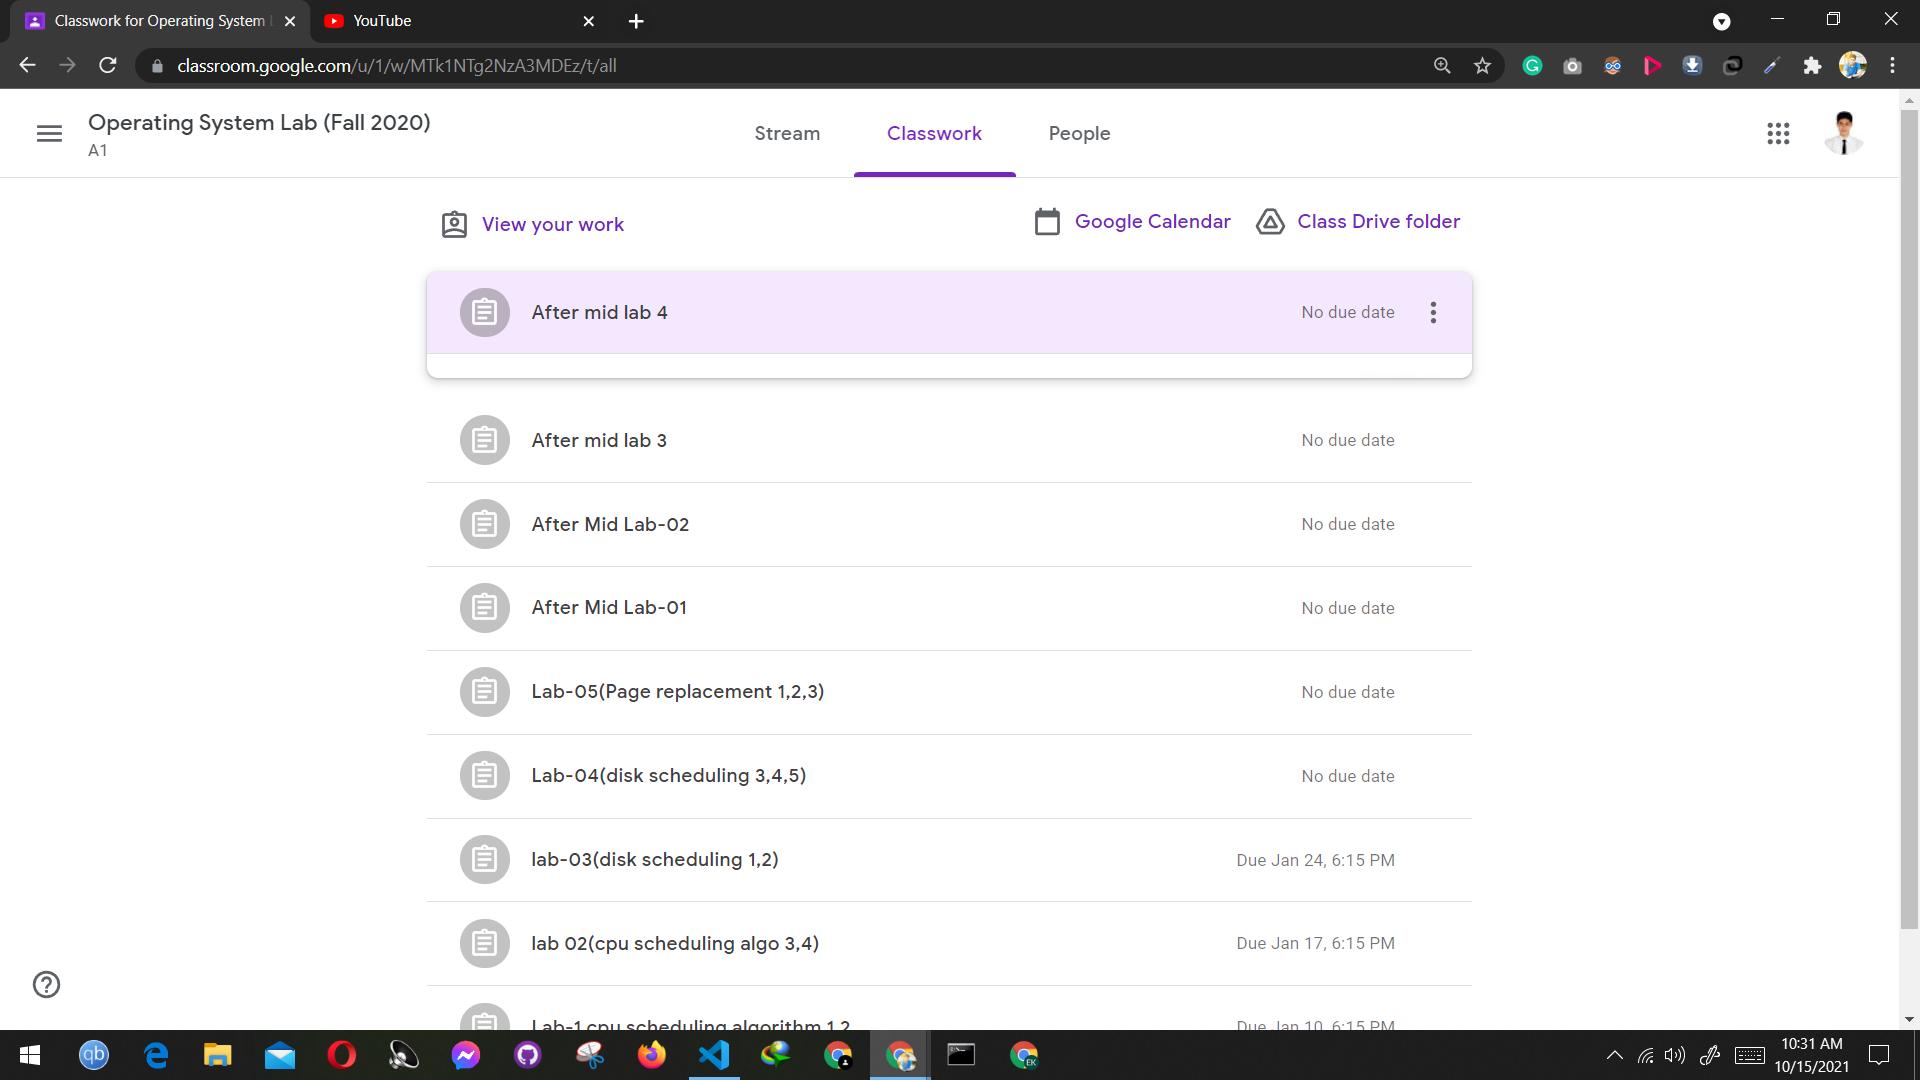 Classwork for Operating System
YouTube
classroom.google.com/u/1/w/MTk1NTg2NzA3MDEz/t/all
Operating System Lab (Fall 2020)
A1
Stream
Classwork
People
View your work
Google Calendar
Class Drive folder
After mid lab 4
No due date
After mid lab 3
No due date
After Mid Lab-02
No due date
After Mid Lab-01
No due date
Lab-05(Page replacement 1,2,3)
No due date
Lab-04(disk scheduling 3,4,5)
No due date
lab-03(disk scheduling 1,2)
Due Jan 24, 6:15 PM
lab 02(cpu scheduling algo 3,4)
Due Jan 17, 6:15 PM
Lab-1 cpu scheduling algorithm 1,2
Due Jan 10, 6:15 PM
qb
EK
10:31 AM
10/15/2021